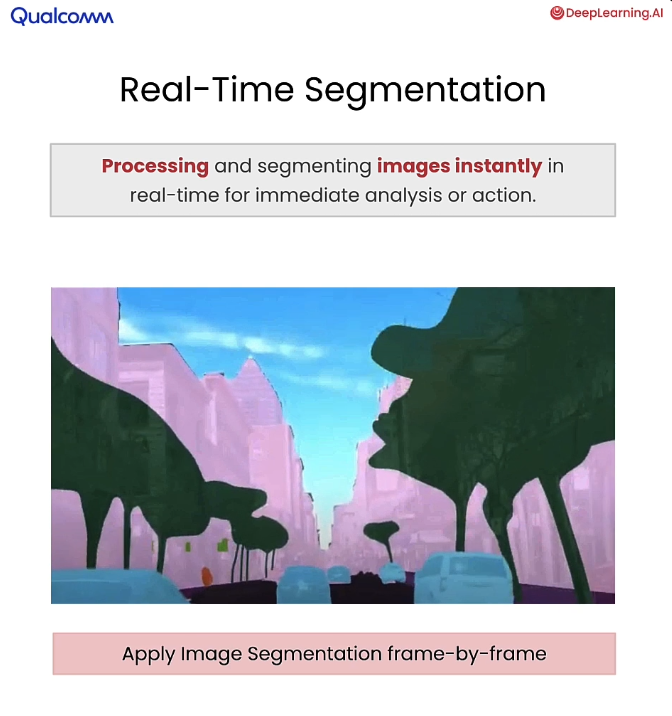 Qualcomm
DeepLearning.AI
Real-Time Segmentation
Processing and segmenting images instantly in
real-time for immediate analysis or action.
Apply Image Segmentation frame-by-frame